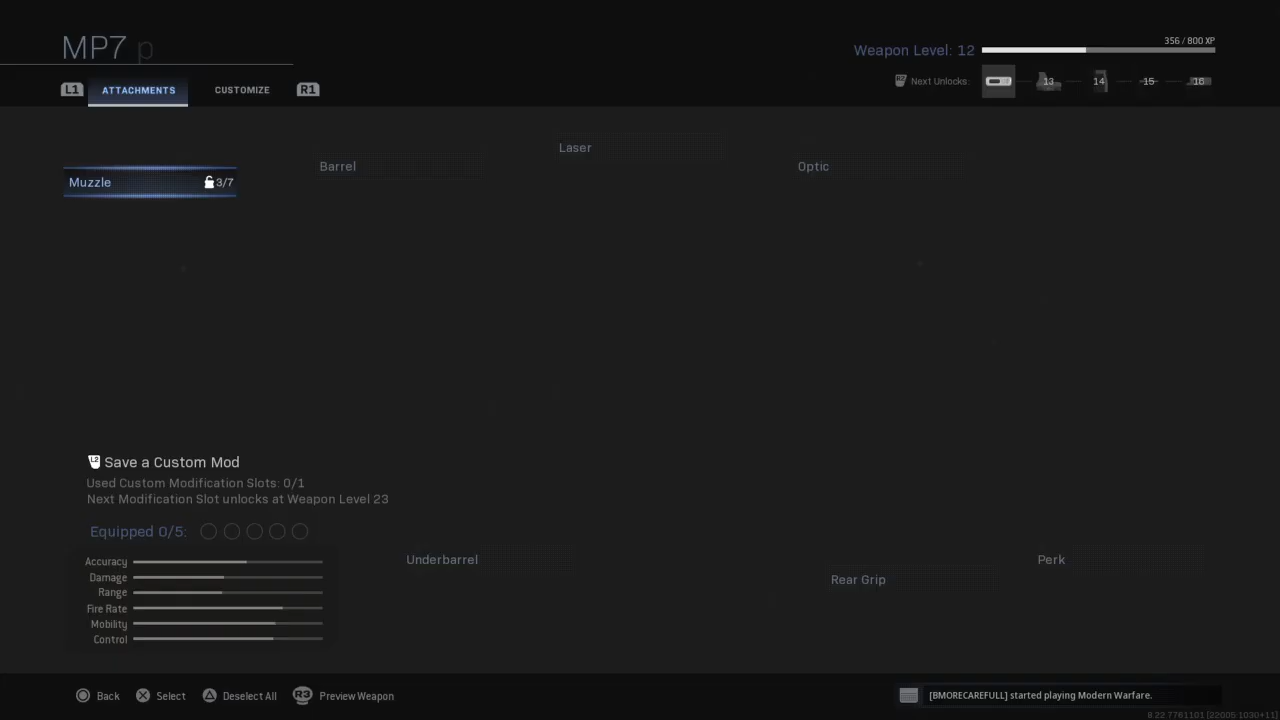 MP7 p
Weapon Level: 12
356 / 800 XP
L1
ATTACHMENTS
CUSTOMIZE
R1
R2 Next Unlocks:
13
14
15
16
Laser
Barrel
Optic
Muzzle
3/7
L2 Save a Custom Mod
Used Custom Modification Slots: 0/1
Next Modification Slot unlocks at Weapon Level 23
Equipped 0/5:
Underbarrel
Perk
Rear Grip
Accuracy
Damage
Range
Fire Rate
Mobility
Control
Back
Select
Deselect All
R3 Preview Weapon
[BMORECAREFULL] started playing Modern Warfare.